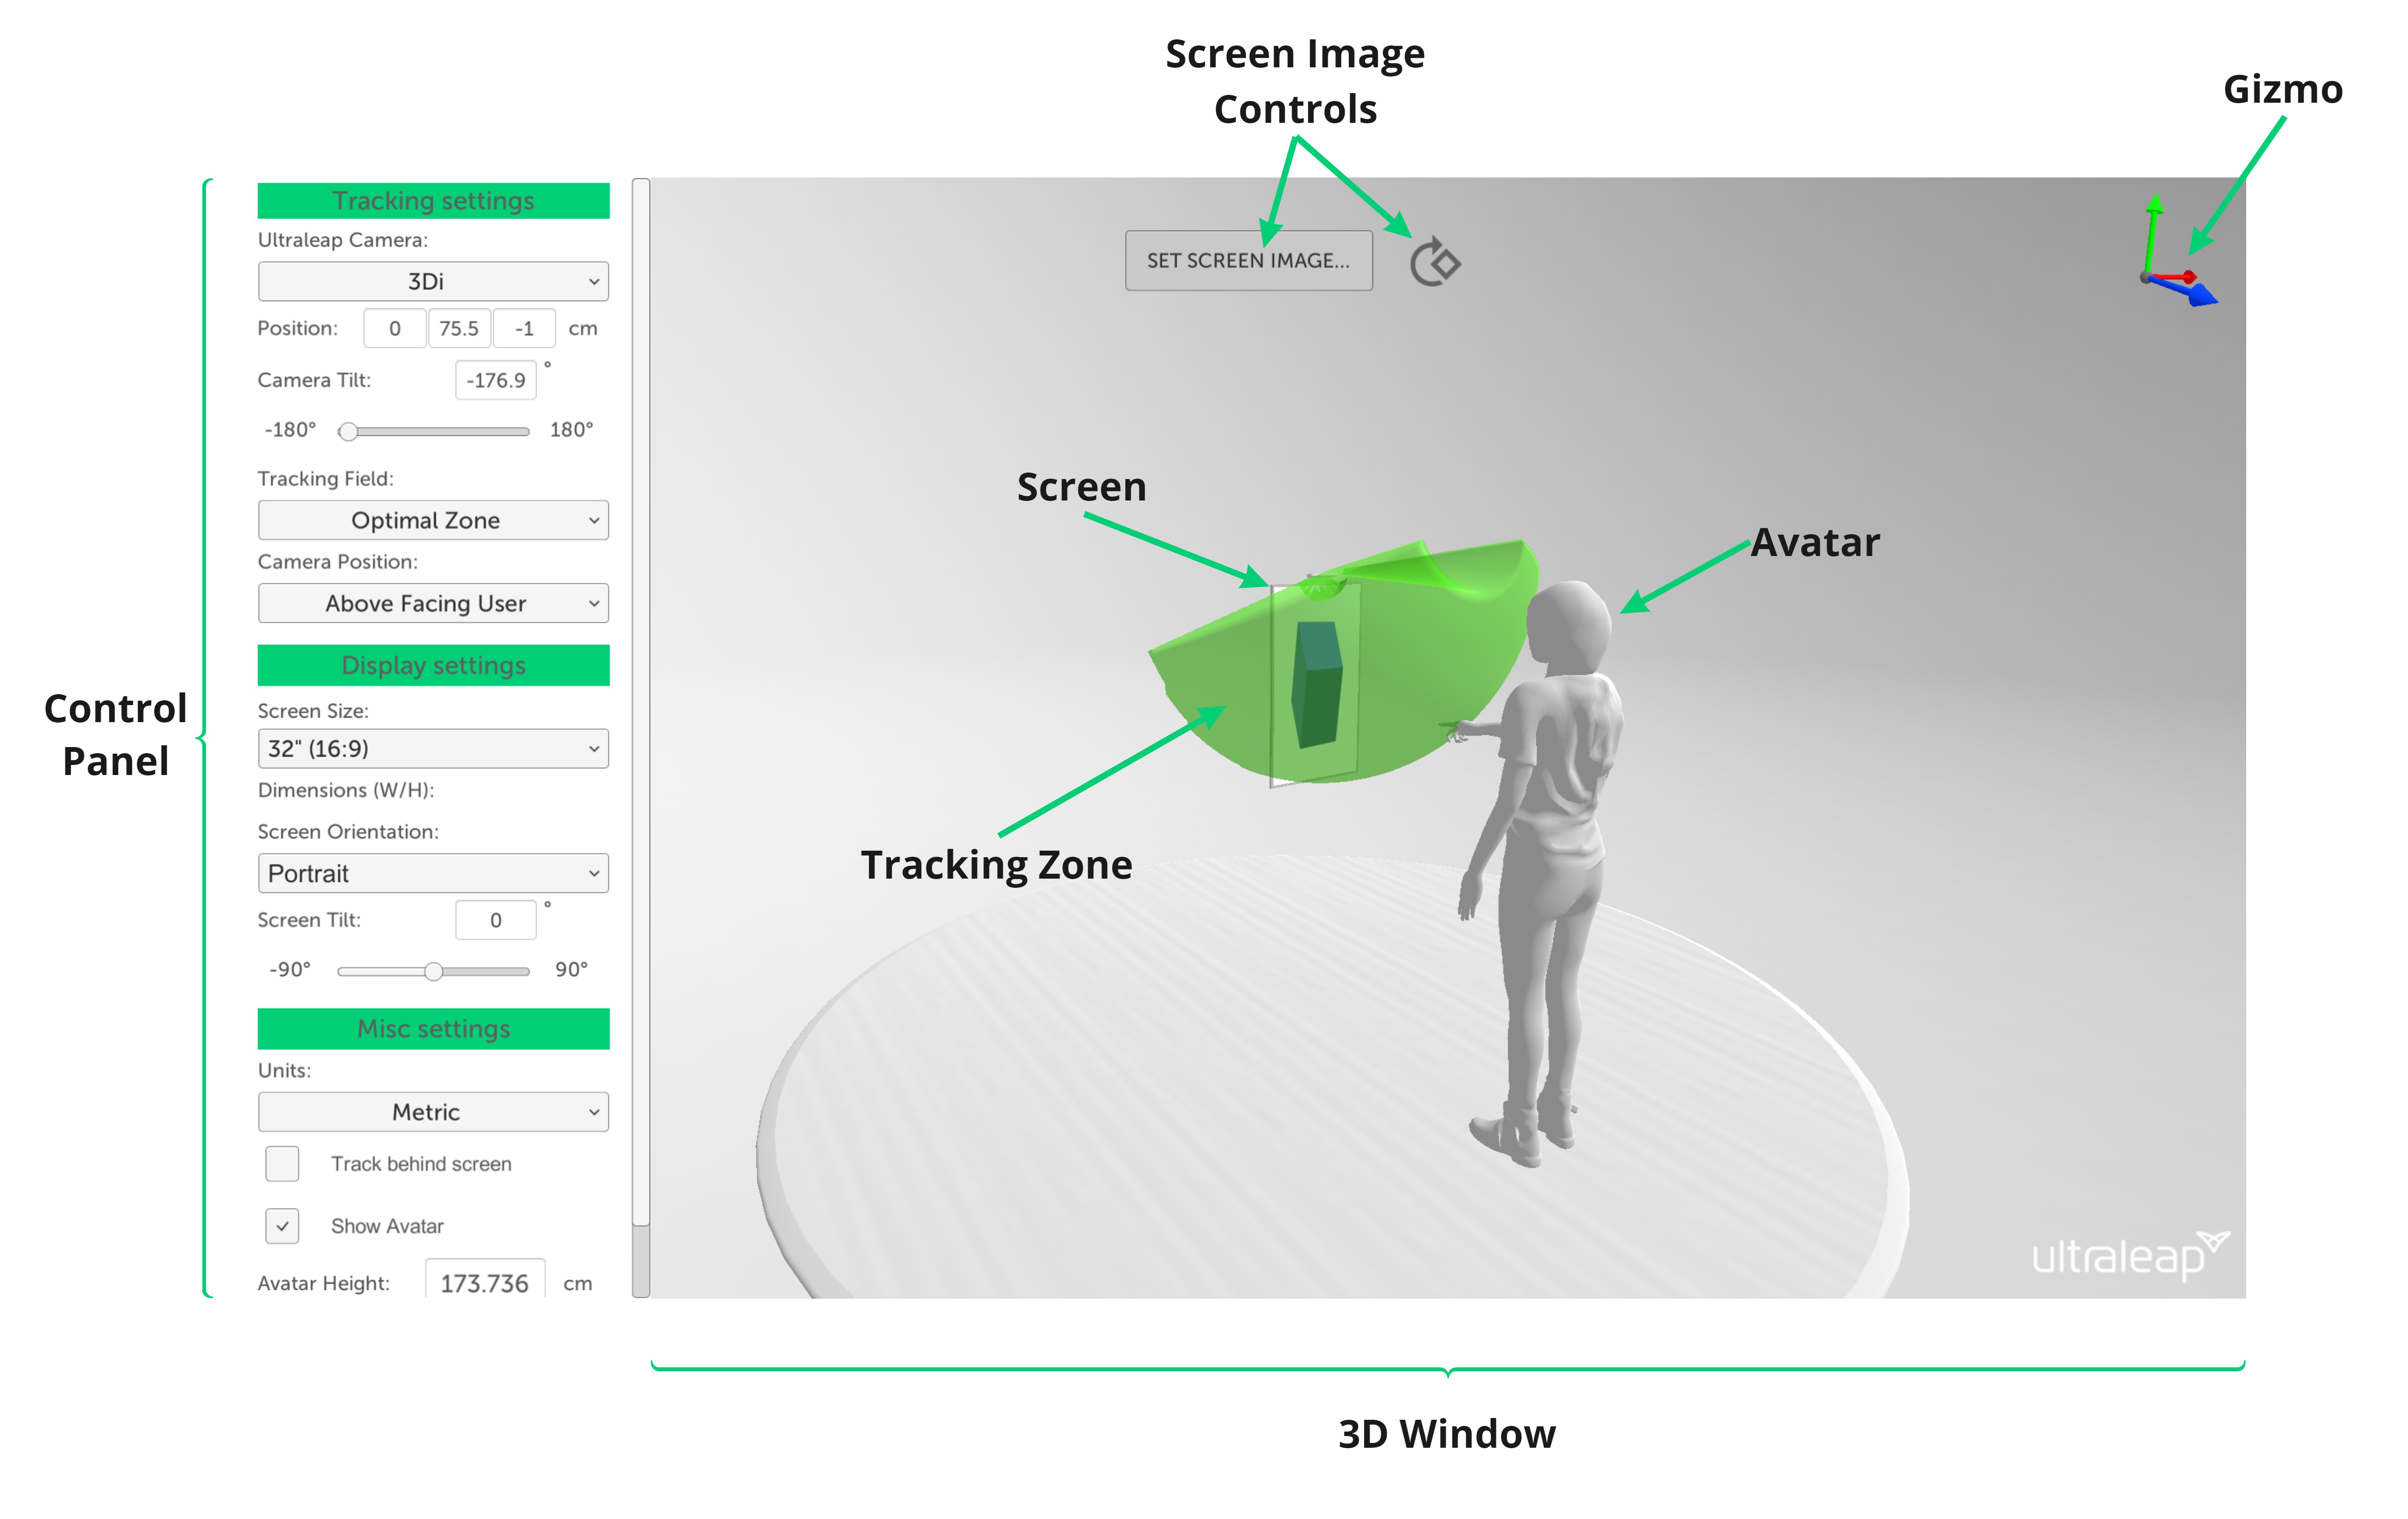 Screen Image
Controls
Gizmo
Tracking settings
Ultraleap Camera:
3Di
Position: 0 75.5 -1 cm
Camera Tilt: -176.9 °
-180° 180°
Tracking Field:
Optimal Zone
Camera Position:
Above Facing User
Display settings
Screen Size:
32" (16:9)
Dimensions (W/H):
Screen Orientation:
Portrait
Screen Tilt: 0 °
-90° 90°
Misc settings
Units:
Metric
Track behind screen
Show Avatar
Avatar Height: 173.736 cm
Control
Panel
SET SCREEN IMAGE...
Screen
Avatar
Tracking Zone
ultraleap
3D Window